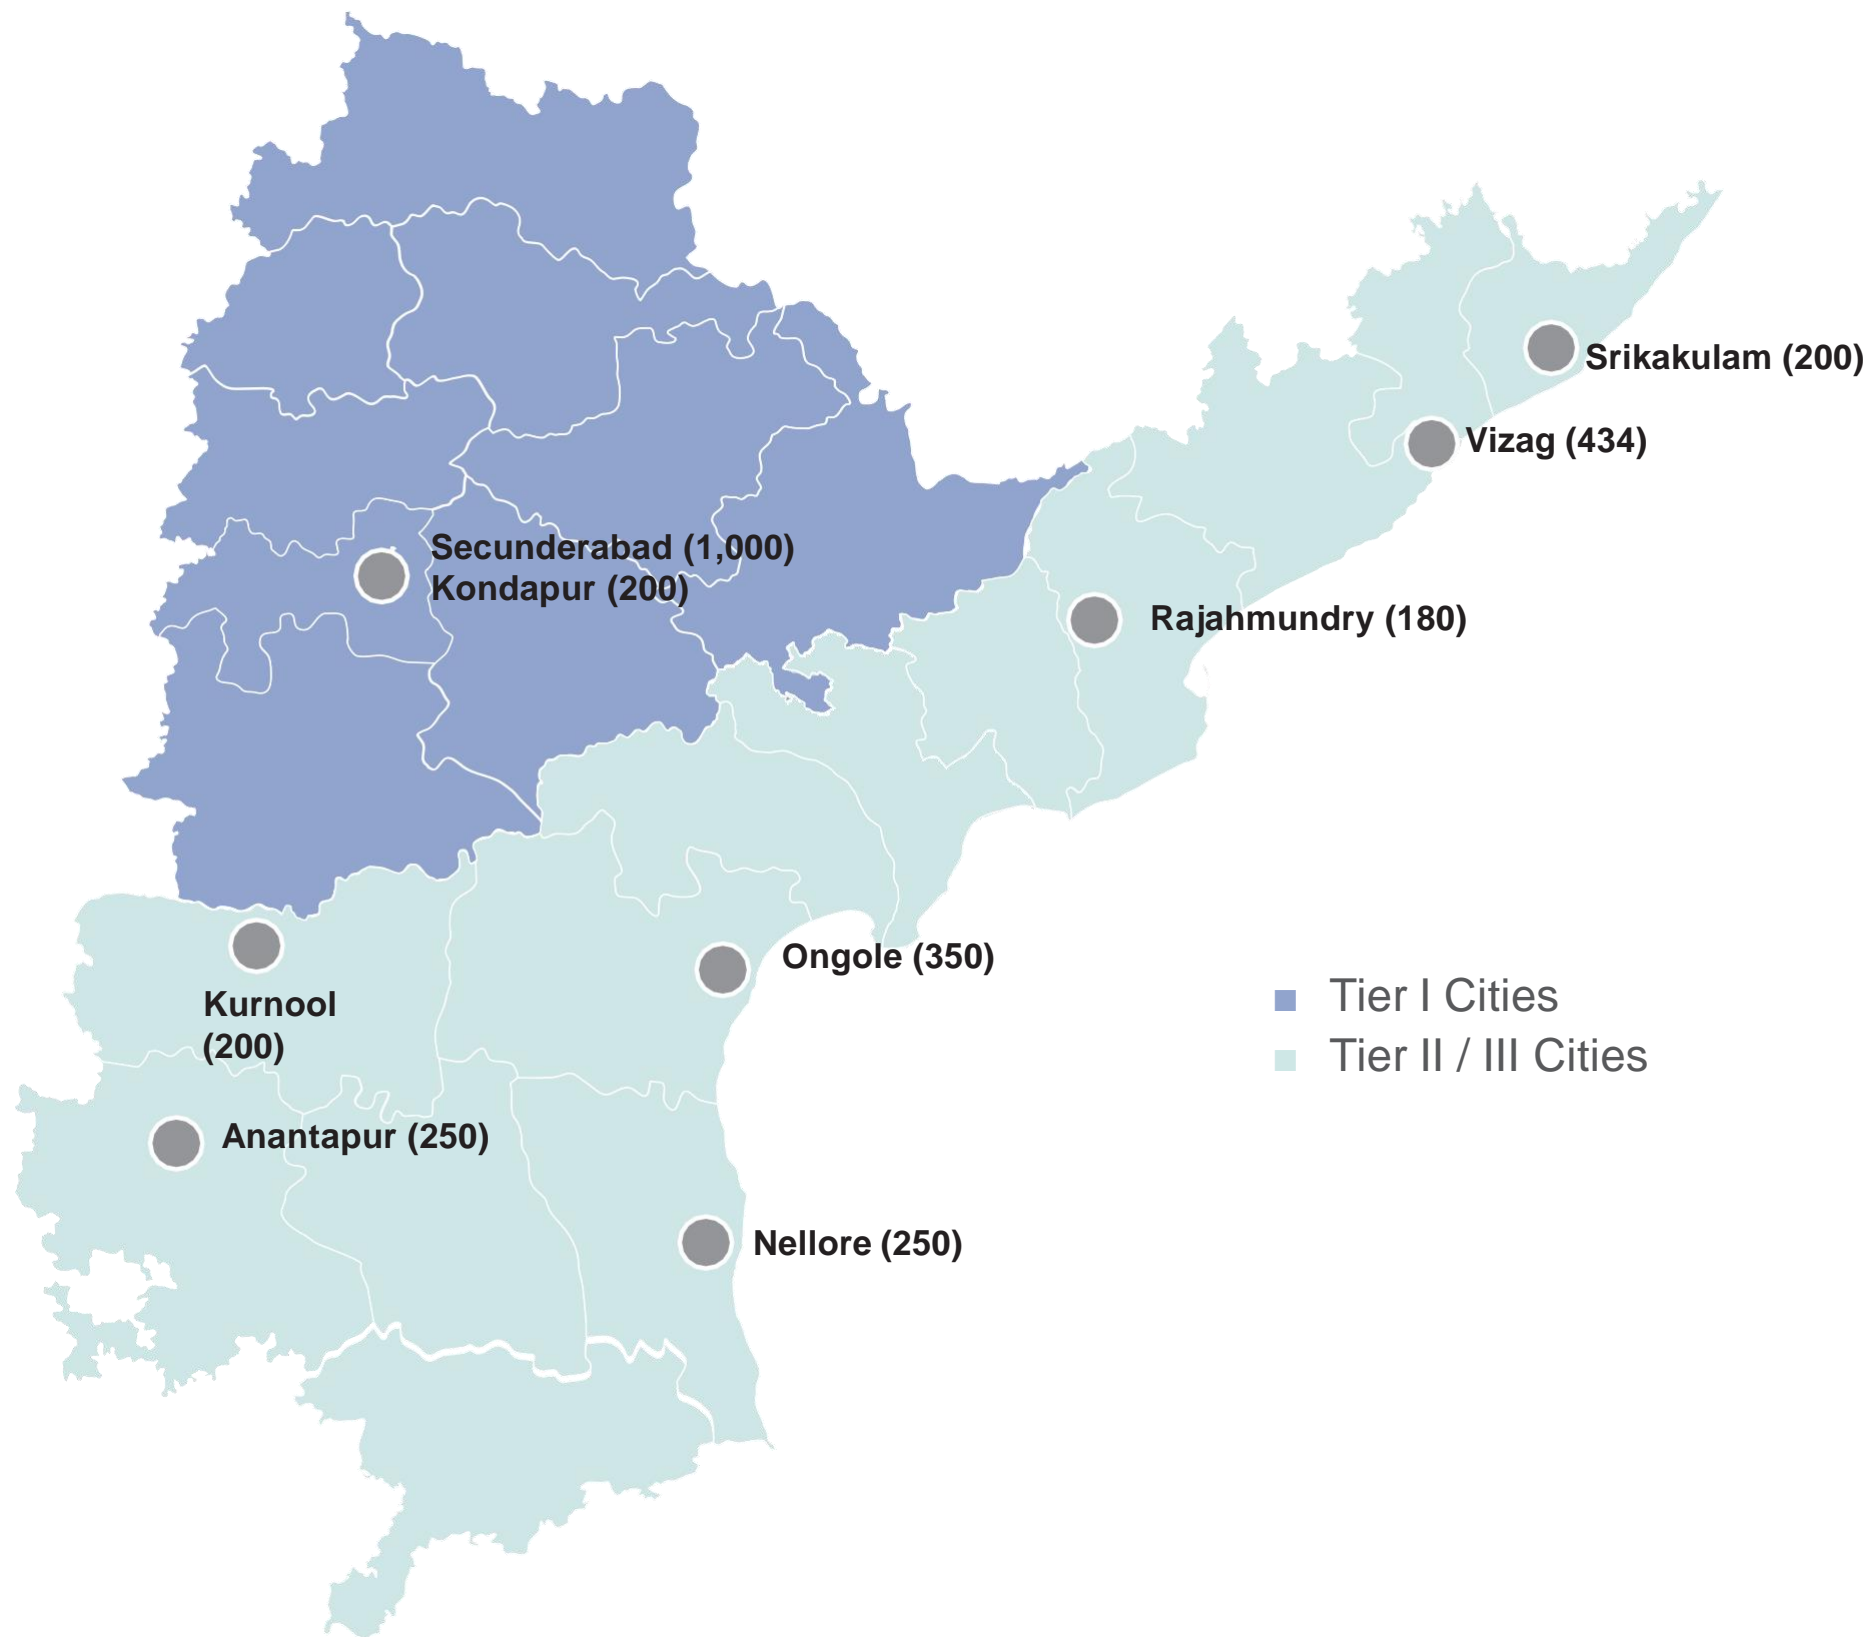 Srikakulam (200)
Vizag (434)
Secunderabad (1,000)
Kondapur (200)
Rajahmundry (180)
Ongole (350)
Kurnool
(200)
Anantapur (250)
Nellore (250)
Tier I Cities
Tier II / III Cities